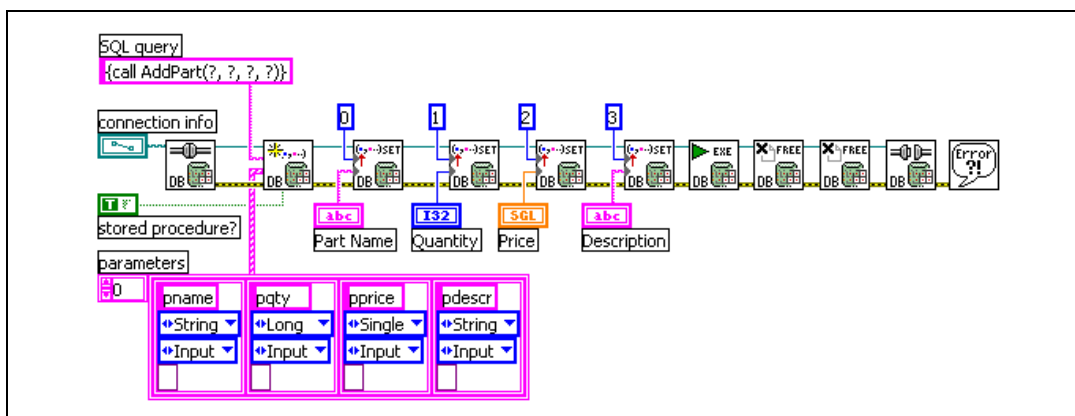 SQL query
{call AddPart(?, ?, ?, ?)}
connection info
0 1 2 3
(?,··)SET (?,··)SET (?,··)SET (?,··)SET EXE FREE FREE Error ?!
DB DB DB DB DB DB DB DB DB DB
T F
abc I32 SGL abc
stored procedure?
Part Name Quantity Price Description
parameters
0
pname pqty pprice pdescr
String Long Single String
Input Input Input Input